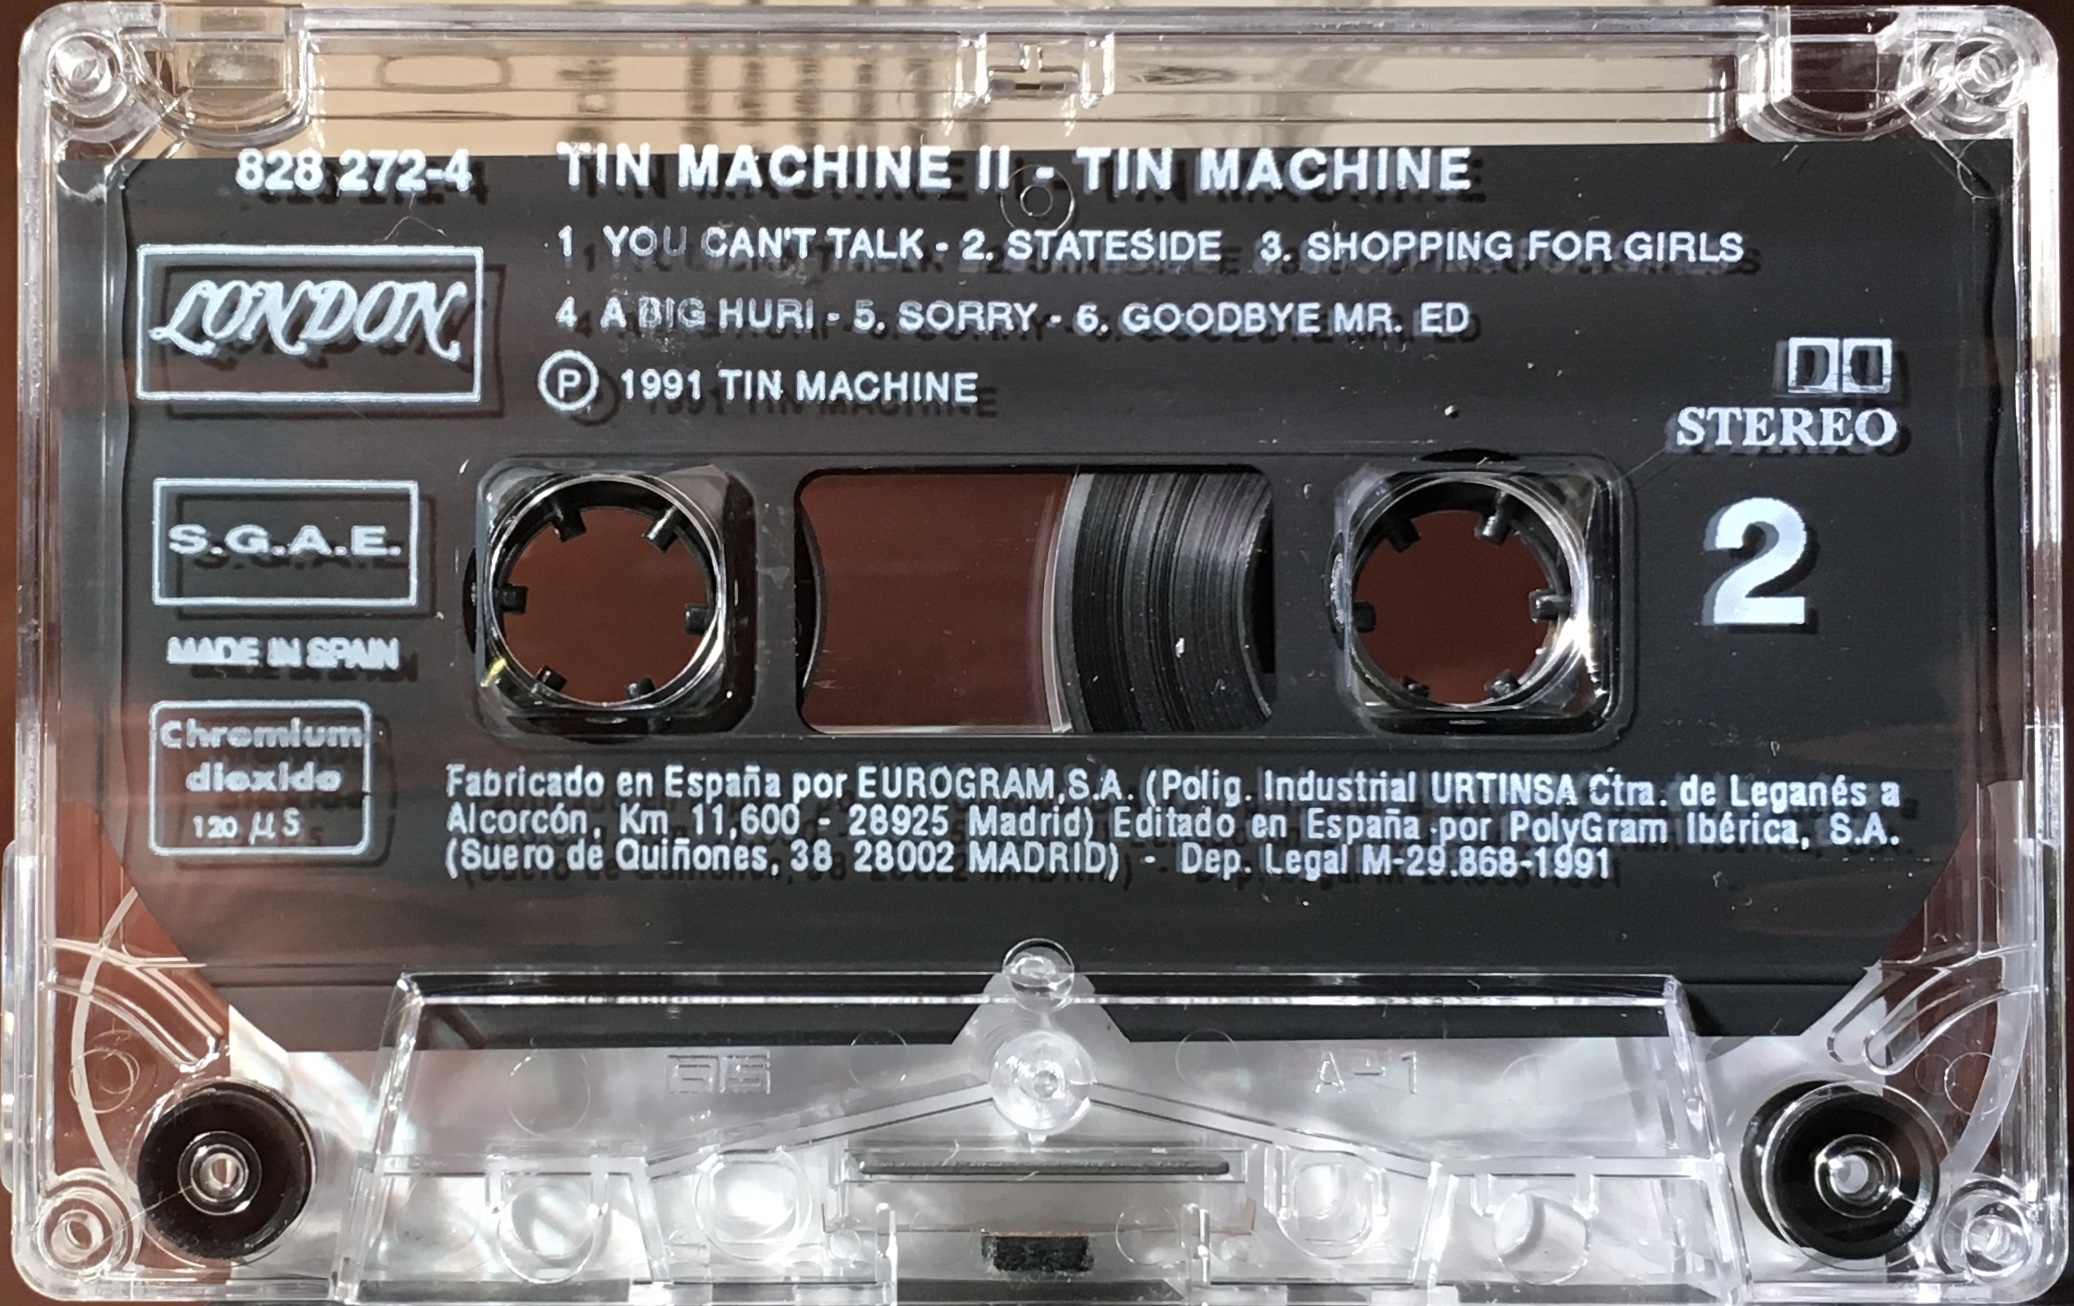 828 272-4
TIN MACHINE II - TIN MACHINE
1 YOU CAN'T TALK - 2. STATESIDE 3. SHOPPING FOR GIRLS
4 A BIG HURI - 5. SORRY - 6. GOODBYE MR. ED
Ⓟ 1991 TIN MACHINE
LONDON
STEREO
2
S.G.A.E.
MADE IN SPAIN
Chromium
dioxide
120 µS
Fabricado en España por EUROGRAM,S.A. (Polig. Industrial URTINSA Ctra. de Leganés a
Alcorcón, Km 11,600 - 28925 Madrid) Editado en España por PolyGram Ibérica, S.A.
(Suero de Quiñones, 38 28002 MADRID) - Dep. Legal M-29.868-1991
A-1